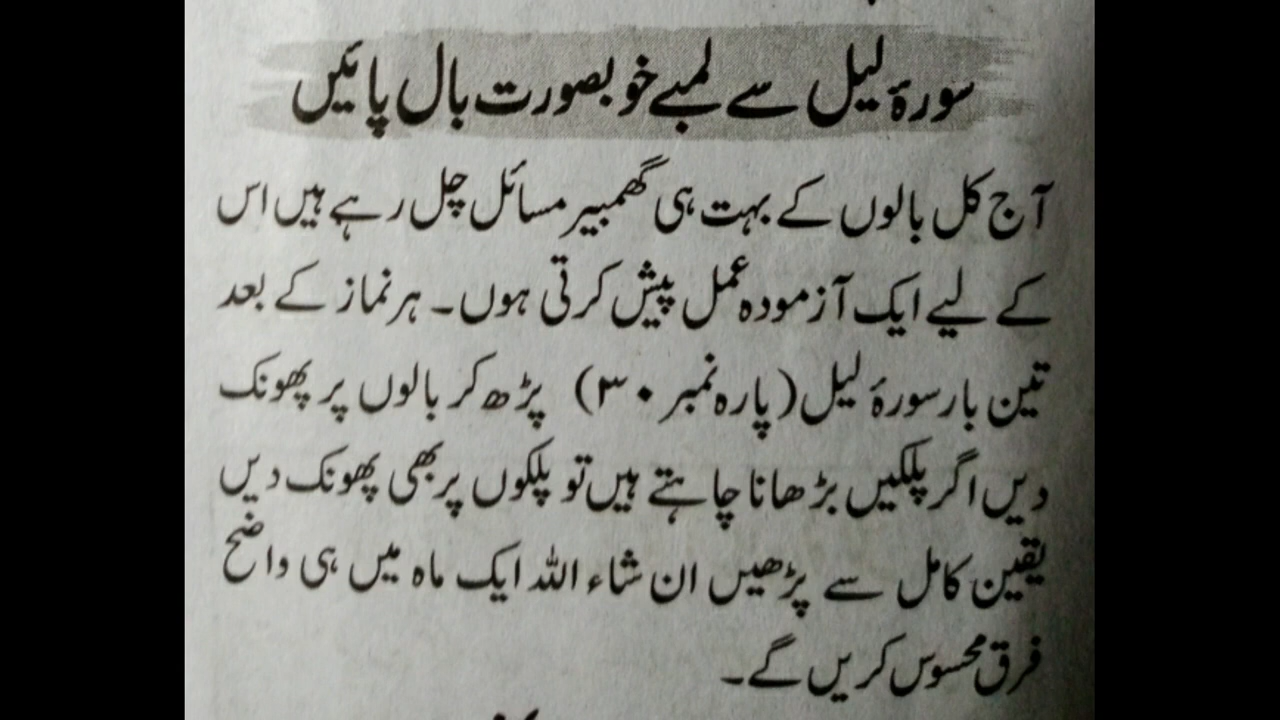 سورۂ لیل سے لمبے خوبصورت بال پائیں
آج کل بالوں کے بہت ہی گھمبیر مسائل چل رہے ہیں اس
کے لیے ایک آزمودہ عمل پیش کرتی ہوں۔ ہر نماز کے بعد
تین بار سورۂ لیل (پارہ نمبر ۳۰) پڑھ کر بالوں پر پھونک
دیں اگر پلکیں بڑھانا چاہتے ہیں تو پلکوں پر بھی پھونک دیں
یقین کامل سے پڑھیں ان شاء اللہ ایک ماہ میں ہی واضح
فرق محسوس کریں گے۔